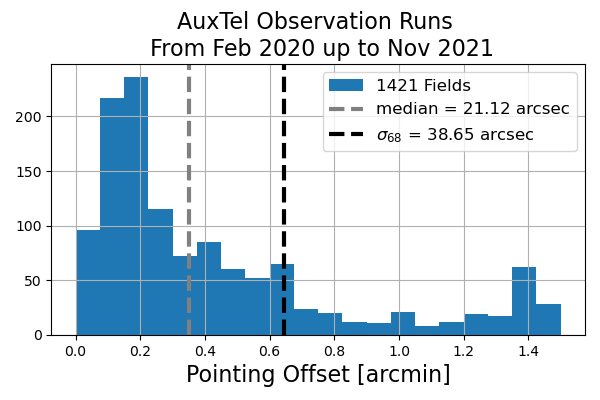 AuxTel Observation Runs
From Feb 2020 up to Nov 2021
1421 Fields
median = 21.12 arcsec
σ68 = 38.65 arcsec
200
150
100
50
0
0.0 0.2 0.4 0.6 0.8 1.0 1.2 1.4
Pointing Offset [arcmin]